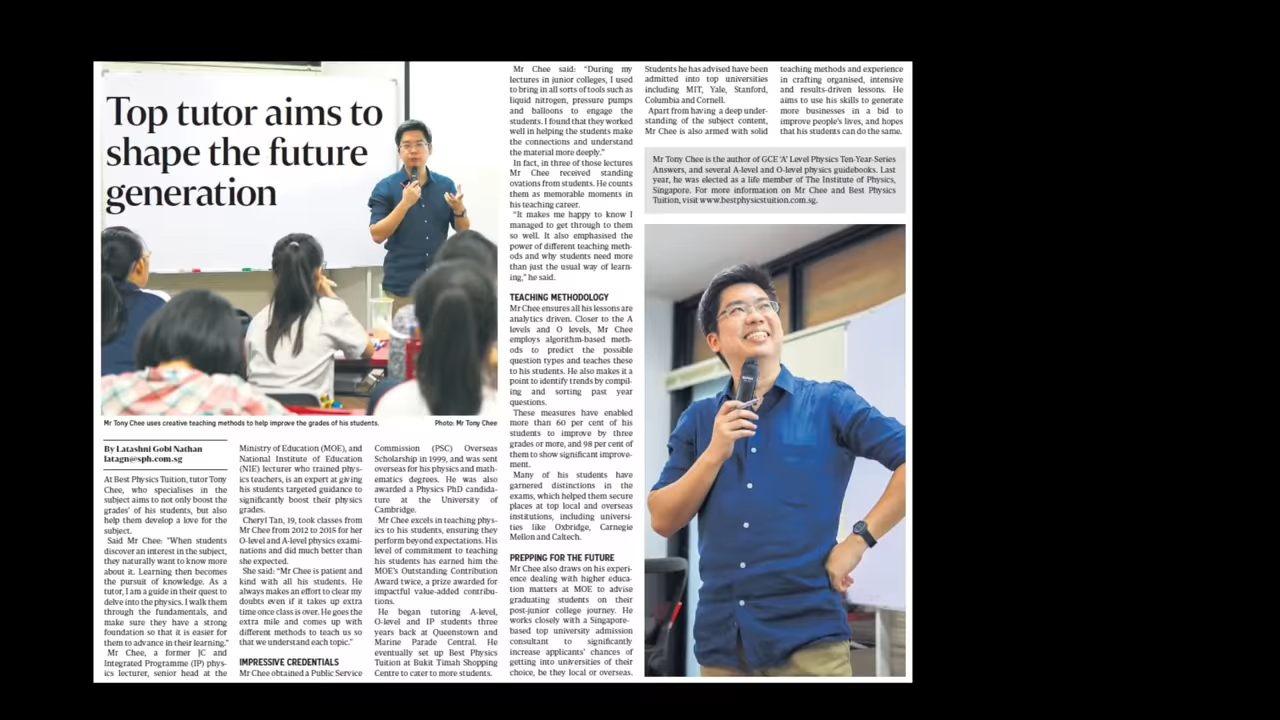 Top tutor aims to
shape the future
generation
Mr Tony Chee uses creative teaching methods to help improve the grades of his students.
Photo: Mr Tony Chee
By Latashni Gobi Nathan
latagn@sph.com.sg
At Best Physics Tuition, tutor Tony
Chee, who specialises in the
subject aims to not only boost the
grades' of his students, but also
help them develop a love for the
subject.
Said Mr Chee: "When students
discover an interest in the subject,
they naturally want to know more
about it. Learning then becomes
the pursuit of knowledge. As a
tutor, I am a guide in their quest to
delve into the physics. I walk them
through the fundamentals, and
make sure they have a strong
foundation so that it is easier for
them to advance in their learning."
Mr Chee, a former JC and
Integrated Programme (IP) phys-
ics lecturer, senior head at the
Ministry of Education (MOE), and
National Institute of Education
(NIE) lecturer who trained phys-
ics teachers, is an expert at giving
his students targeted guidance to
significantly boost their physics
grades.
Cheryl Tan, 19, took classes from
Mr Chee from 2012 to 2015 for her
O-level and A-level physics exami-
nations and did much better than
she expected.
She said: "Mr Chee is patient and
kind with all his students. He
always makes an effort to clear my
doubts even if it takes up extra
time once class is over. He goes the
extra mile and comes up with
different methods to teach us so
that we understand each topic."
IMPRESSIVE CREDENTIALS
Mr Chee obtained a Public Service
Commission (PSC) Overseas
Scholarship in 1999, and was sent
overseas for his physics and math-
ematics degrees. He was also
awarded a Physics PhD candida-
ture at the University of
Cambridge.
Mr Chee excels in teaching phys-
ics to his students, ensuring they
perform beyond expectations. His
level of commitment to teaching
his students has earned him the
MOE's Outstanding Contribution
Award twice, a prize awarded for
impactful value-added contribu-
tions.
He began tutoring A-level,
O-level and IP students three
years back at Queenstown and
Marine Parade Central. He
eventually set up Best Physics
Tuition at Bukit Timah Shopping
Centre to cater to more students.
Mr Chee said: "During my
lectures in junior colleges, I used
to bring in all sorts of tools such as
liquid nitrogen, pressure pumps
and balloons to engage the
students. I found that they worked
well in helping the students make
the connections and understand
the material more deeply."
In fact, in three of those lectures
Mr Chee received standing
ovations from students. He counts
them as memorable moments in
his teaching career.
"It makes me happy to know I
managed to get through to them
so well. It also emphasised the
power of different teaching meth-
ods and why students need more
than just the usual way of learn-
ing," he said.
TEACHING METHODOLOGY
Mr Chee ensures all his lessons are
analytics driven. Closer to the A
levels and O levels, Mr Chee
employs algorithm-based meth-
ods to predict the possible
question types and teaches these
to his students. He also makes it a
point to identify trends by compil-
ing and sorting past year
questions.
These measures have enabled
more than 60 per cent of his
students to improve by three
grades or more, and 98 per cent of
them to show significant improve-
ment.
Many of his students have
garnered distinctions in the
exams, which helped them secure
places at top local and overseas
institutions, including universi-
ties like Oxbridge, Carnegie
Mellon and Caltech.
PREPPING FOR THE FUTURE
Mr Chee also draws on his experi-
ence dealing with higher educa-
tion matters at MOE to advise
graduating students on their
post-junior college journey. He
works closely with a Singapore-
based top university admission
consultant to significantly
increase applicants' chances of
getting into universities of their
choice, be they local or overseas.
Students he has advised have been
admitted into top universities
including MIT, Yale, Stanford,
Columbia and Cornell.
Apart from having a deep under-
standing of the subject content,
Mr Chee is also armed with solid
teaching methods and experience
in crafting organised, intensive
and results-driven lessons. He
aims to use his skills to generate
more businesses in a bid to
improve people's lives, and hopes
that his students can do the same.
Mr Tony Chee is the author of GCE 'A' Level Physics Ten-Year-Series
Answers, and several A-level and O-level physics guidebooks. Last
year, he was elected as a life member of The Institute of Physics,
Singapore. For more information on Mr Chee and Best Physics
Tuition, visit www.bestphysicstuition.com.sg.